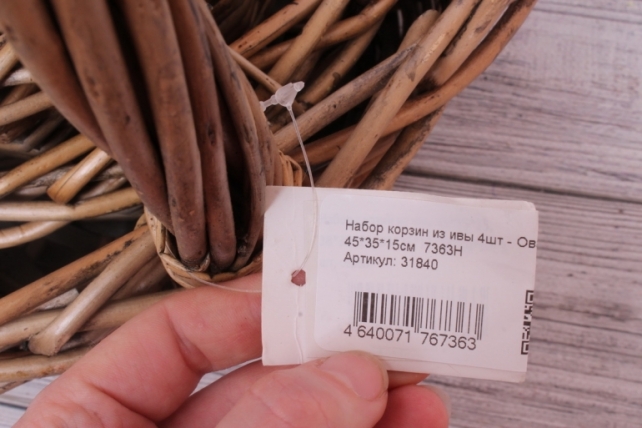 Набор корзин из ивы 4шт - Ов
45*35*15см 7363Н
Артикул: 31840
4 640071 767363